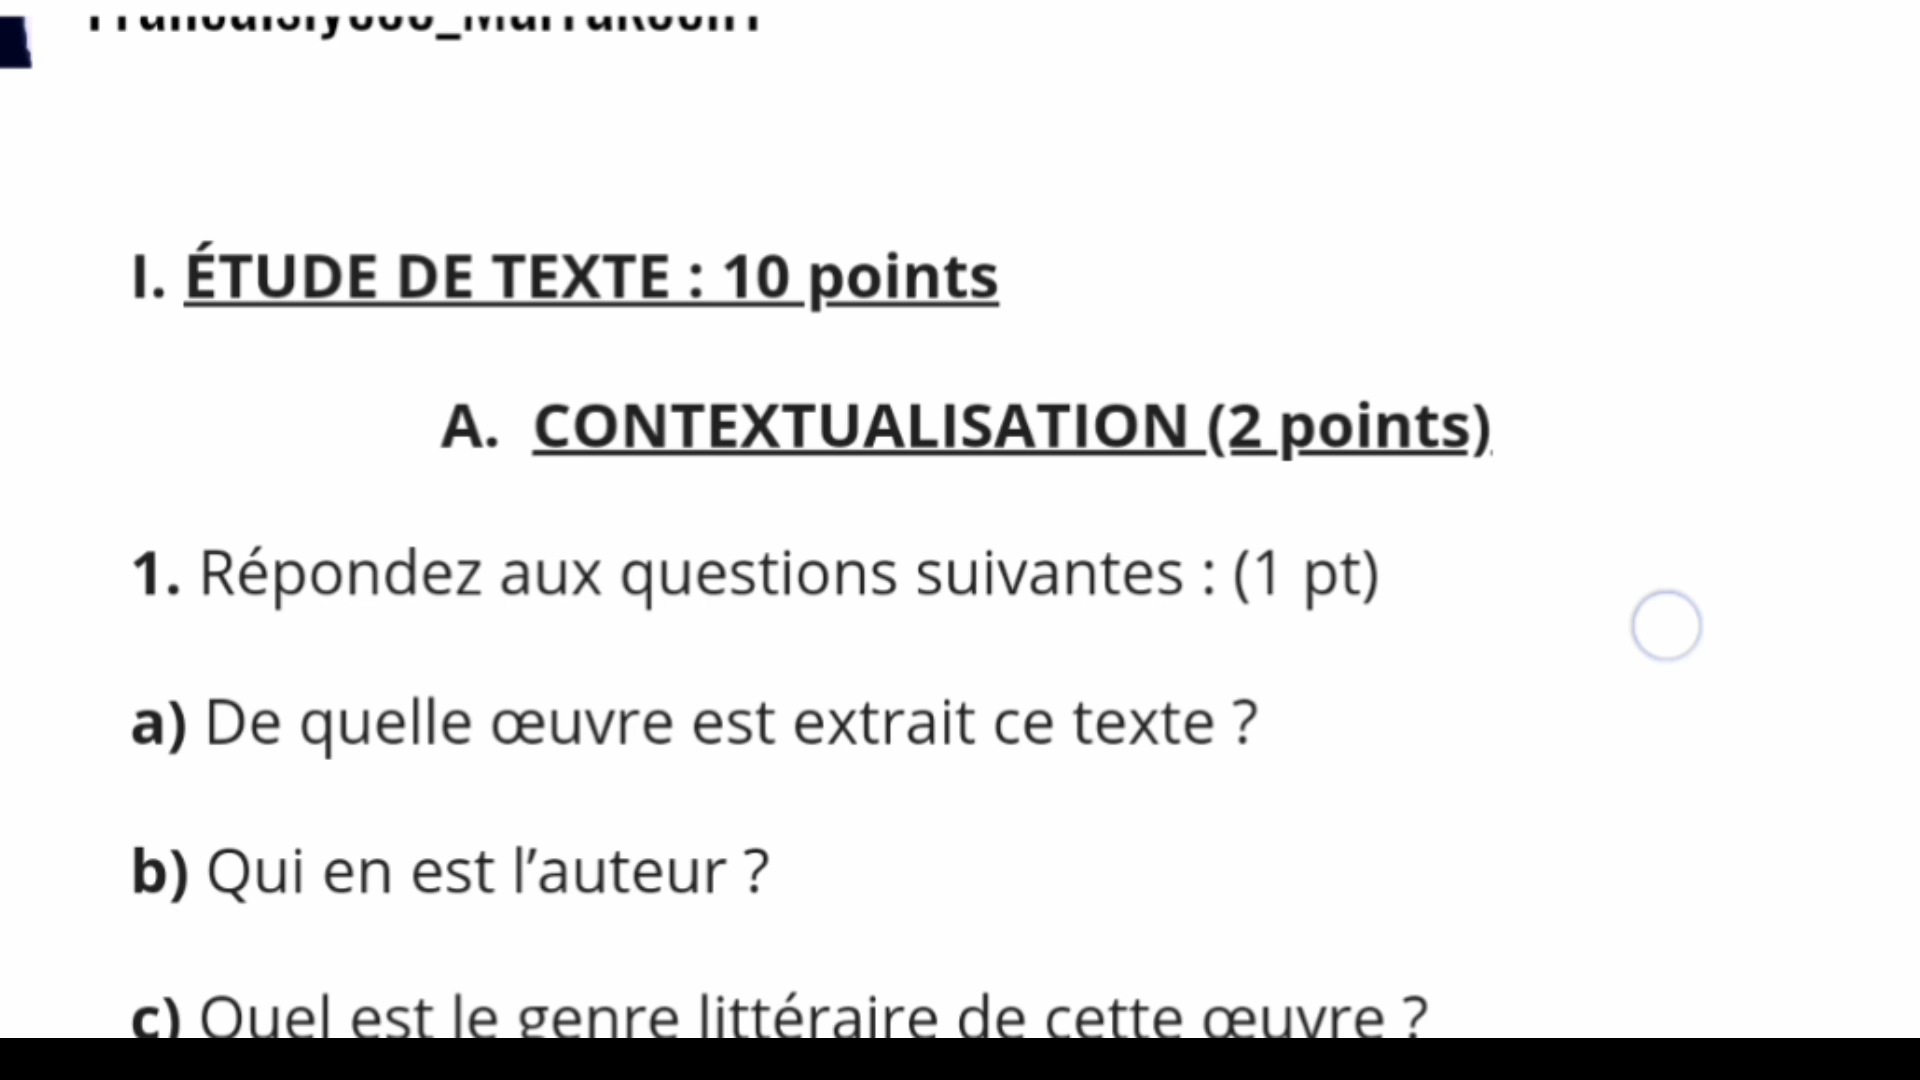 I. ÉTUDE DE TEXTE : 10 points
A. CONTEXTUALISATION (2 points)
1. Répondez aux questions suivantes : (1 pt)
a) De quelle œuvre est extrait ce texte ?
b) Qui en est l’auteur ?
c) Quel est le genre littéraire de cette œuvre ?